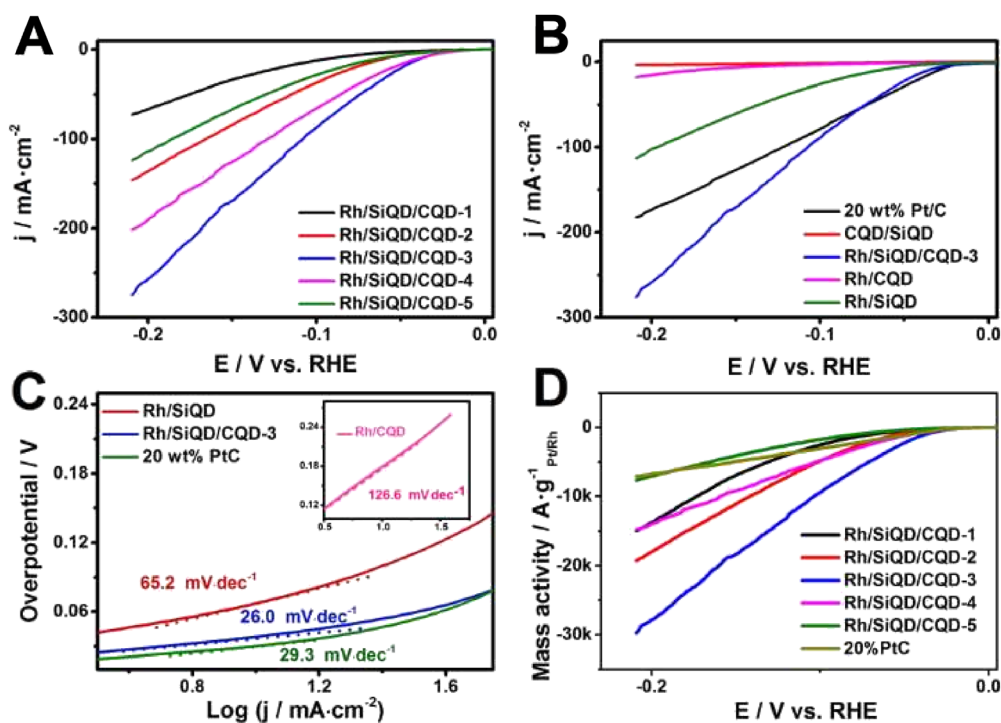 A
0
-100
-200
-300
j / mA·cm-2
-0.2
-0.1
0.0
E / V vs. RHE
Rh/SiQD/CQD-1
Rh/SiQD/CQD-2
Rh/SiQD/CQD-3
Rh/SiQD/CQD-4
Rh/SiQD/CQD-5
B
0
-100
-200
-300
j / mA·cm-2
-0.2
-0.1
0.0
E / V vs. RHE
20 wt% Pt/C
CQD/SiQD
Rh/SiQD/CQD-3
Rh/CQD
Rh/SiQD
C
0.24
0.18
0.12
0.06
Overpotential / V
0.8
1.2
1.6
Log (j / mA·cm-2)
Rh/SiQD
Rh/SiQD/CQD-3
20 wt% PtC
0.24
0.18
0.12
0.5
1.0
1.5
Rh/CQD
126.6 mV·dec-1
65.2 mV·dec-1
26.0 mV·dec-1
29.3 mV·dec-1
D
0
-10k
-20k
-30k
Mass activity / A·g-1 Pt/Rh
-0.2
-0.1
0.0
E / V vs. RHE
Rh/SiQD/CQD-1
Rh/SiQD/CQD-2
Rh/SiQD/CQD-3
Rh/SiQD/CQD-4
Rh/SiQD/CQD-5
20%PtC